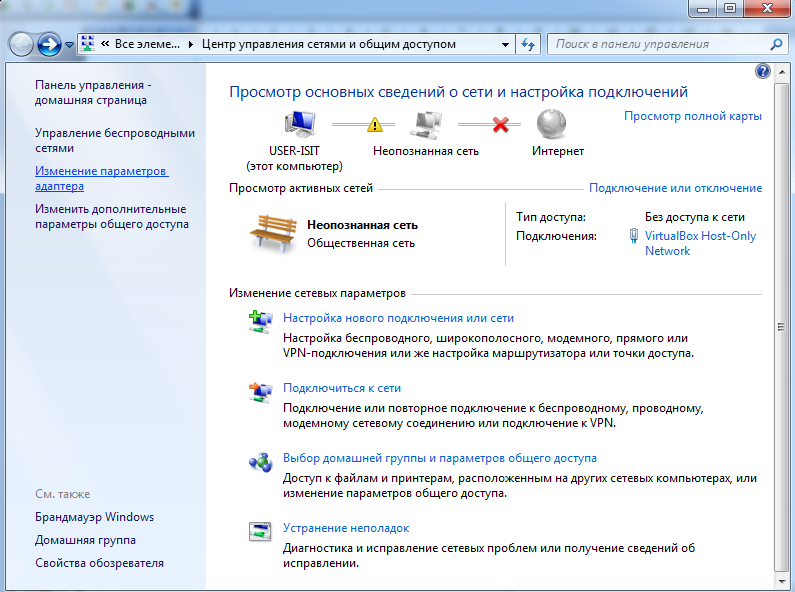 « Все элеме... ▸ Центр управления сетями и общим доступом
Поиск в панели управления
Панель управления -
домашняя страница
Управление беспроводными
сетями
Изменение параметров
адаптера
Изменить дополнительные
параметры общего доступа
См. также
Брандмауэр Windows
Домашняя группа
Свойства обозревателя
Просмотр основных сведений о сети и настройка подключений
Просмотр полной карты
USER-ISIT
(этот компьютер)
Неопознанная сеть
Интернет
Просмотр активных сетей
Подключение или отключение
Неопознанная сеть
Общественная сеть
Тип доступа: Без доступа к сети
Подключения: VirtualBox Host-Only
Network
Изменение сетевых параметров
Настройка нового подключения или сети
Настройка беспроводного, широкополосного, модемного, прямого или
VPN-подключения или же настройка маршрутизатора или точки доступа.
Подключиться к сети
Подключение или повторное подключение к беспроводному, проводному,
модемному сетевому соединению или подключение к VPN.
Выбор домашней группы и параметров общего доступа
Доступ к файлам и принтерам, расположенным на других сетевых компьютерах, или
изменение параметров общего доступа.
Устранение неполадок
Диагностика и исправление сетевых проблем или получение сведений об
исправлении.